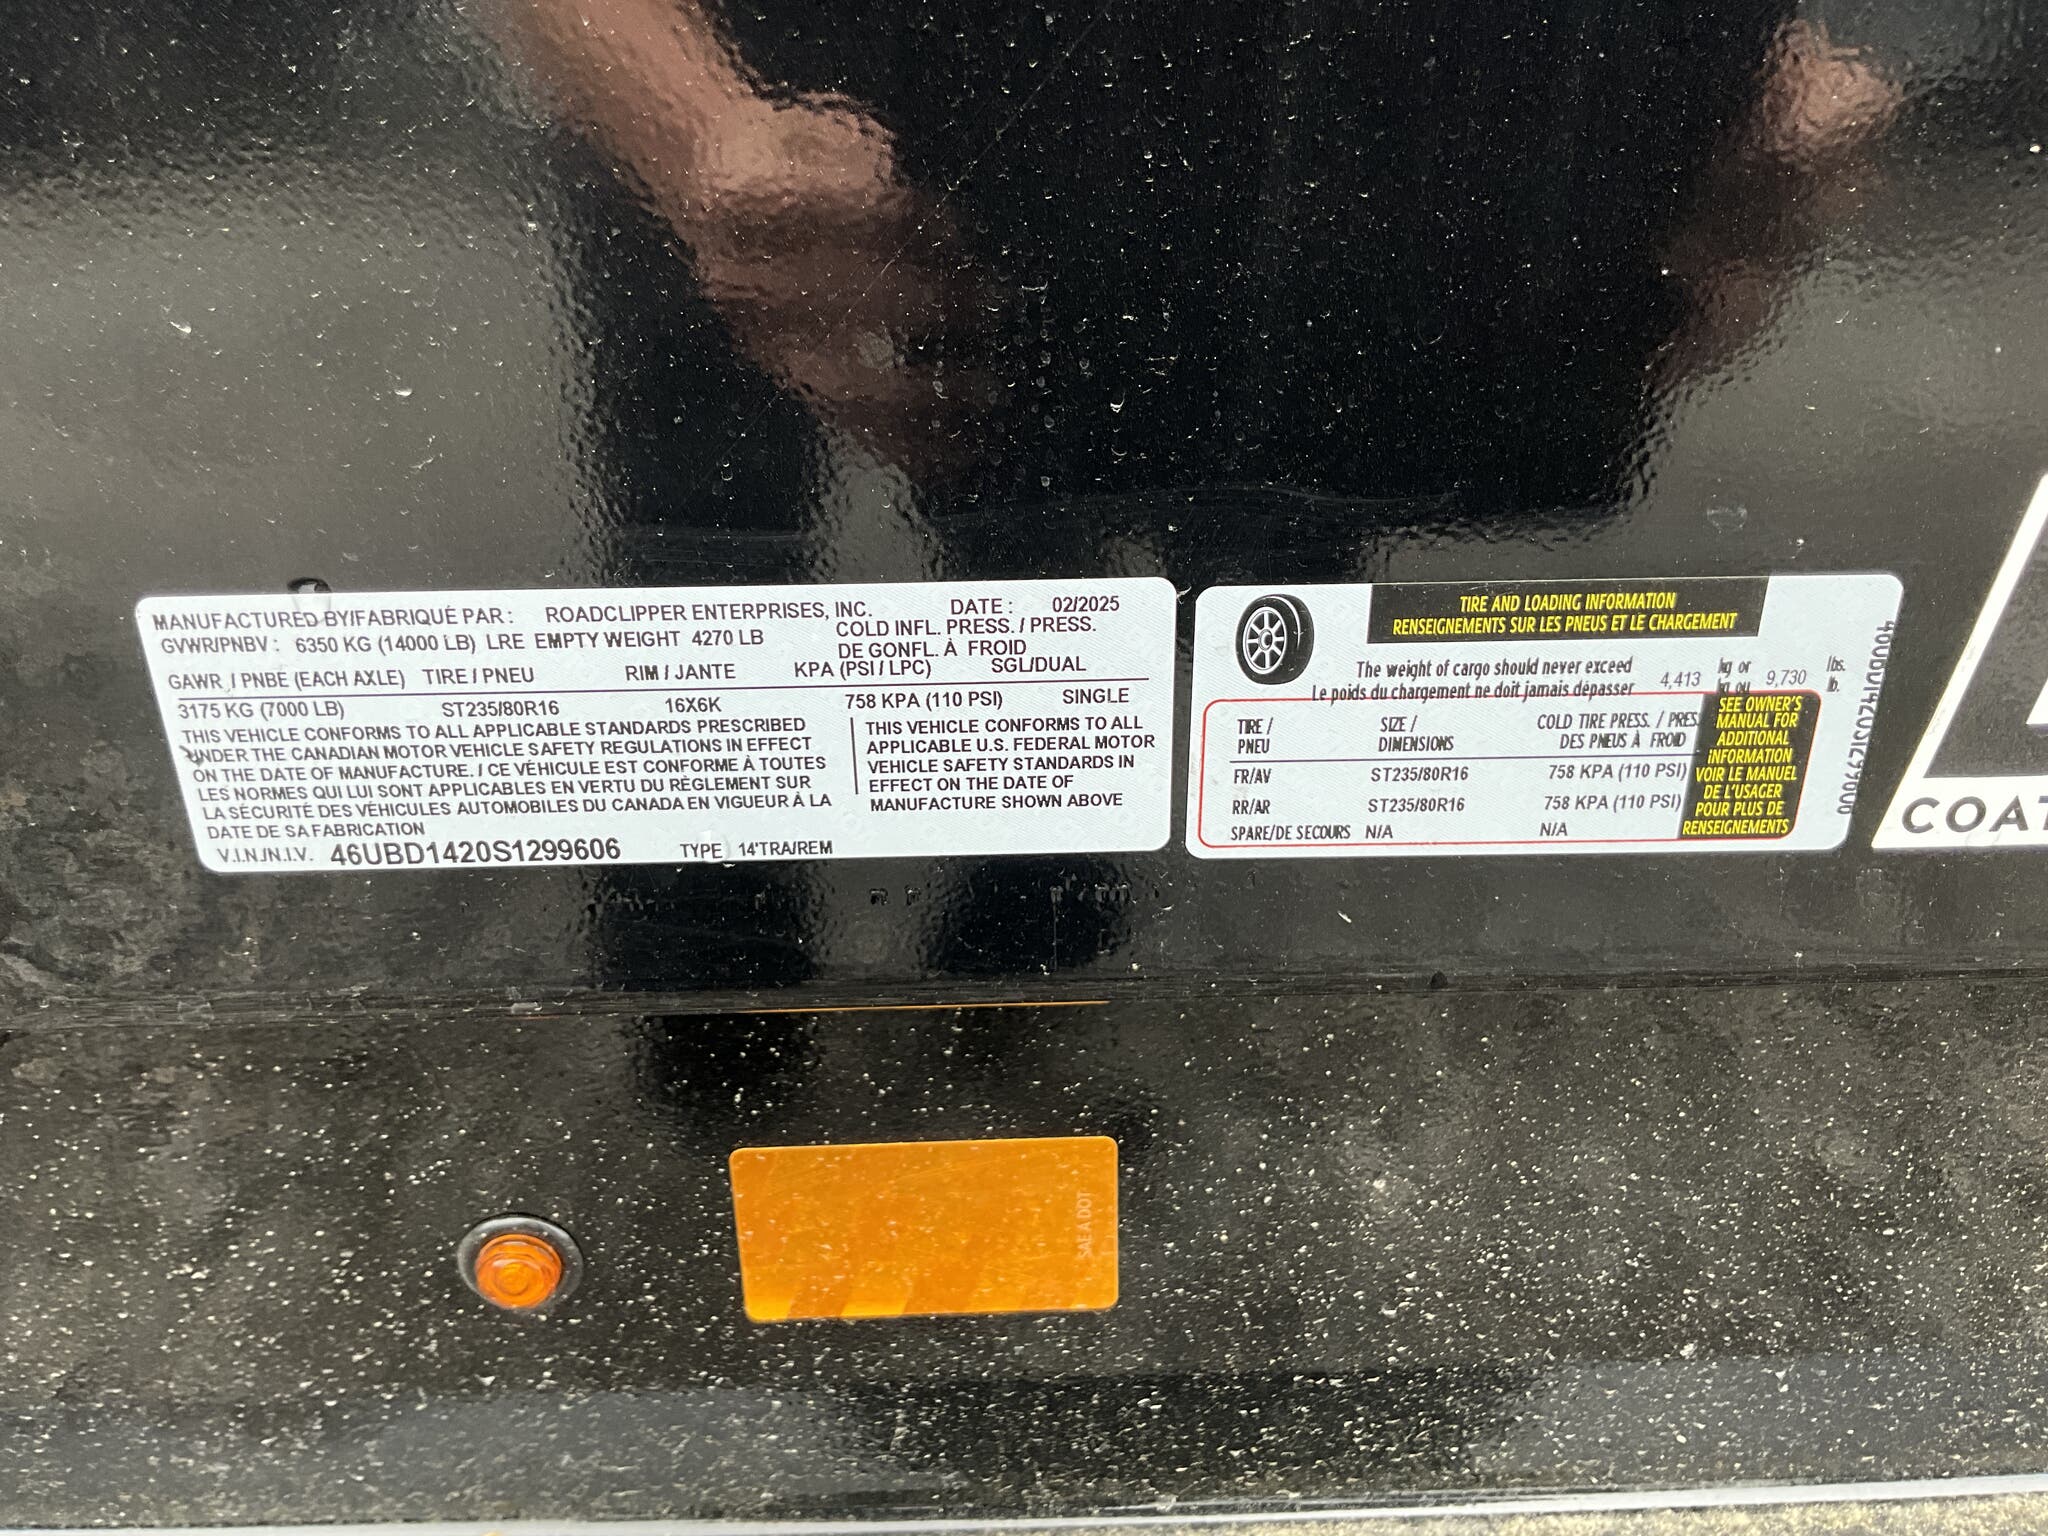 MANUFACTURED BY/FABRIQUÉ PAR : ROADCLIPPER ENTERPRISES, INC. DATE : 02/2025
GVWR/PNBV : 6350 KG (14000 LB) LRE EMPTY WEIGHT 4270 LB COLD INFL. PRESS. / PRESS.
DE GONFL. À FROID
GAWR / PNBE (EACH AXLE) TIRE / PNEU RIM / JANTE KPA (PSI / LPC) SGL/DUAL
3175 KG (7000 LB) ST235/80R16 16X6K 758 KPA (110 PSI) SINGLE
THIS VEHICLE CONFORMS TO ALL APPLICABLE STANDARDS PRESCRIBED
UNDER THE CANADIAN MOTOR VEHICLE SAFETY REGULATIONS IN EFFECT
ON THE DATE OF MANUFACTURE. / CE VÉHICULE EST CONFORME À TOUTES
LES NORMES QUI LUI SONT APPLICABLES EN VERTU DU RÈGLEMENT SUR
LA SÉCURITÉ DES VÉHICULES AUTOMOBILES DU CANADA EN VIGUEUR À LA
DATE DE SA FABRICATION
THIS VEHICLE CONFORMS TO ALL
APPLICABLE U.S. FEDERAL MOTOR
VEHICLE SAFETY STANDARDS IN
EFFECT ON THE DATE OF
MANUFACTURE SHOWN ABOVE
V.I.N./N.I.V. 46UBD1420S1299606 TYPE 14'TRA/REM
TIRE AND LOADING INFORMATION
RENSEIGNEMENTS SUR LES PNEUS ET LE CHARGEMENT
The weight of cargo should never exceed 4,413 kg or 9,730 lbs.
Le poids du chargement ne doit jamais dépasser kg ou lb.
TIRE / SIZE / COLD TIRE PRESS. / PRES
PNEU DIMENSIONS DES PNEUS À FROID
FR/AV ST235/80R16 758 KPA (110 PSI)
RR/AR ST235/80R16 758 KPA (110 PSI)
SPARE/DE SECOURS N/A N/A
SEE OWNER'S
MANUAL FOR
ADDITIONAL
INFORMATION
VOIR LE MANUEL
DE L'USAGER
POUR PLUS DE
RENSEIGNEMENTS
46UBD1420S1299606
COAT
SAE A DOT